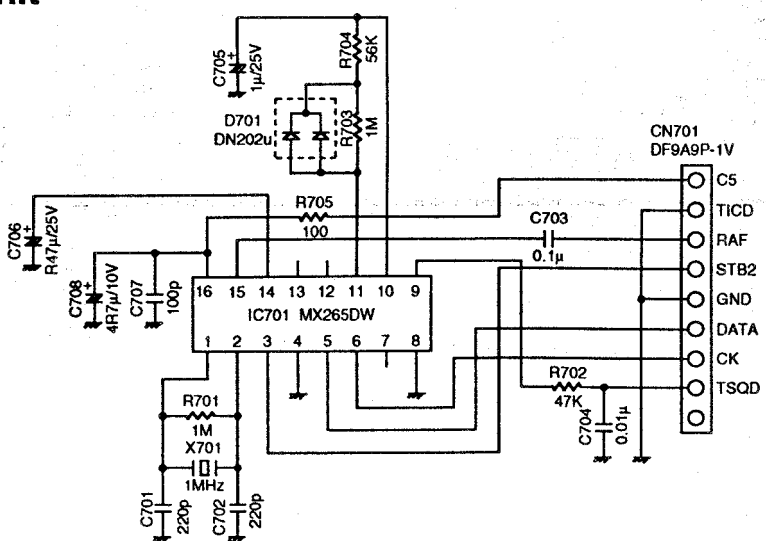 C705
+
1μ/25V
R704
56K
D701
DN202u
R703
1M
CN701
DF9A9P-1V
C5
TICD
RAF
STB2
GND
DATA
CK
TSQD
C706
+
R47μ/25V
R705
100
C703
0.1μ
C708
+
4R7μ/10V
C707
100p
16 15 14 13 12 11 10 9
IC701 MX265DW
1 2 3 4 5 6 7 8
R702
47K
C704
0.01μ
R701
1M
X701
1MHz
C701
220p
C702
220p